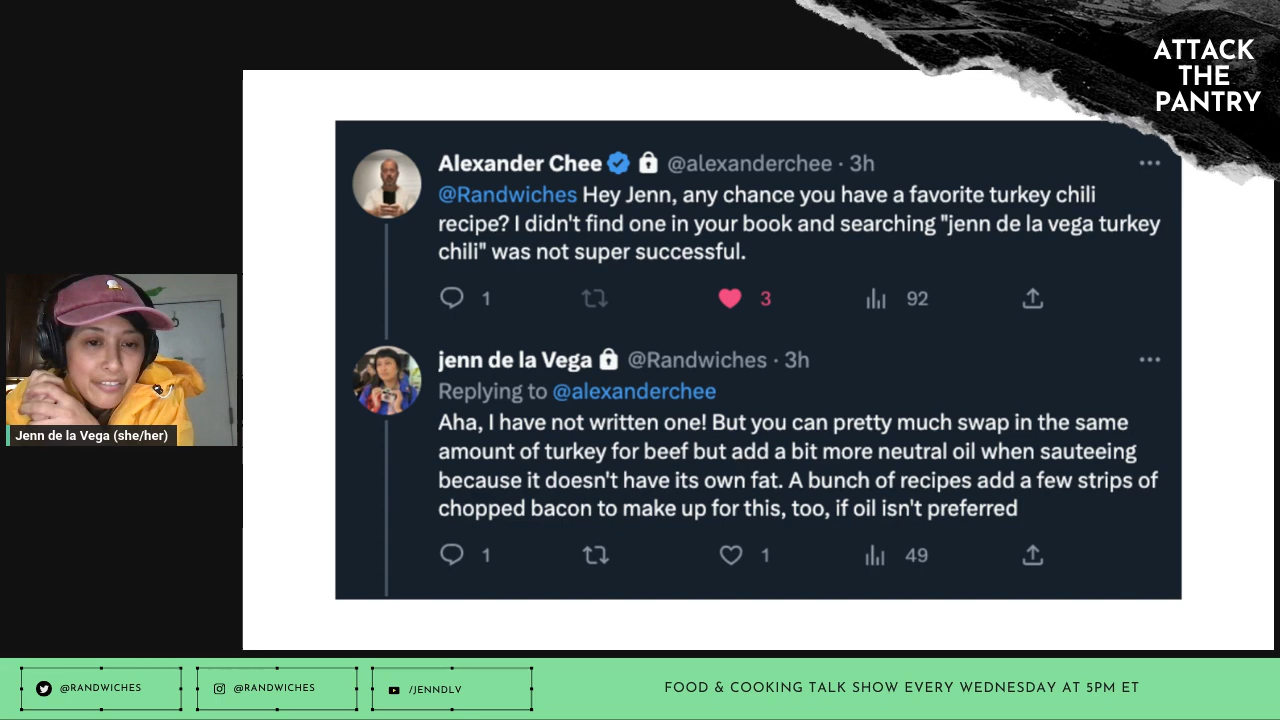 ATTACK
THE
PANTRY
Alexander Chee @alexanderchee · 3h
@Randwiches Hey Jenn, any chance you have a favorite turkey chili
recipe? I didn't find one in your book and searching "jenn de la vega turkey
chili" was not super successful.
1 3 92
jenn de la Vega @Randwiches · 3h
Replying to @alexanderchee
Aha, I have not written one! But you can pretty much swap in the same
amount of turkey for beef but add a bit more neutral oil when sauteeing
because it doesn't have its own fat. A bunch of recipes add a few strips of
chopped bacon to make up for this, too, if oil isn't preferred
1 1 49
Jenn de la Vega (she/her)
@RANDWICHES @RANDWICHES /JENNDLV FOOD & COOKING TALK SHOW EVERY WEDNESDAY AT 5PM ET